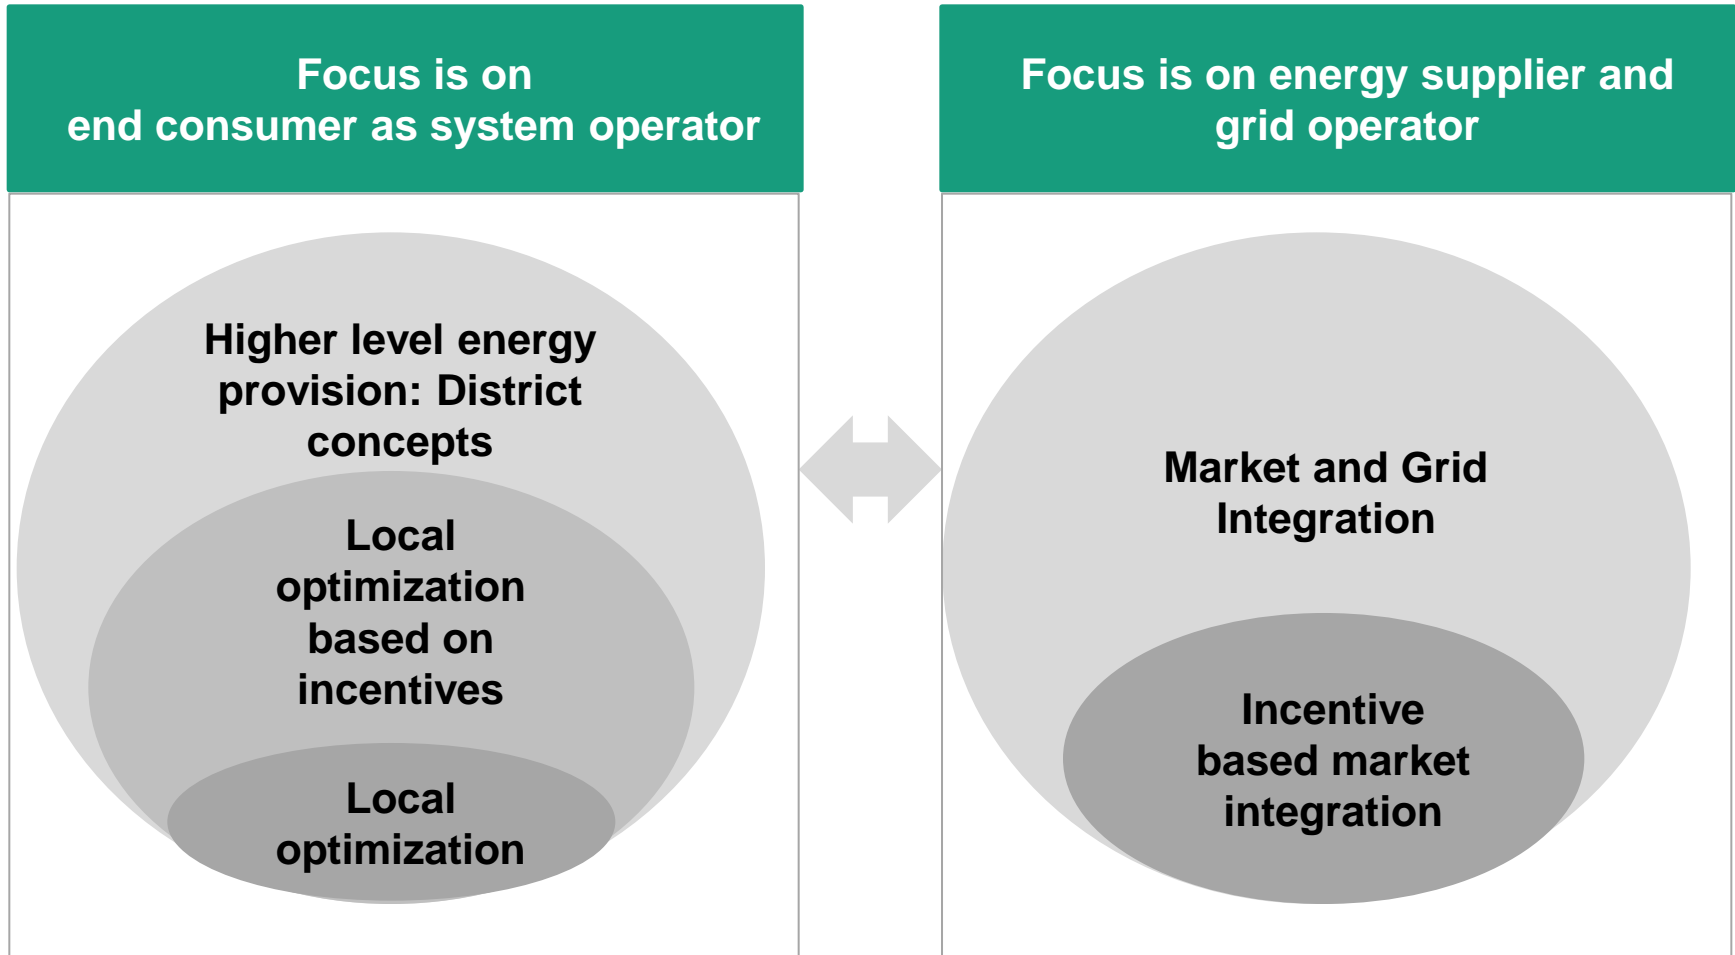 Focus is on
end consumer as system operator
Higher level energy
provision: District
concepts
Local
optimization
based on
incentives
Local
optimization
Focus is on energy supplier and
grid operator
Market and Grid
Integration
Incentive
based market
integration